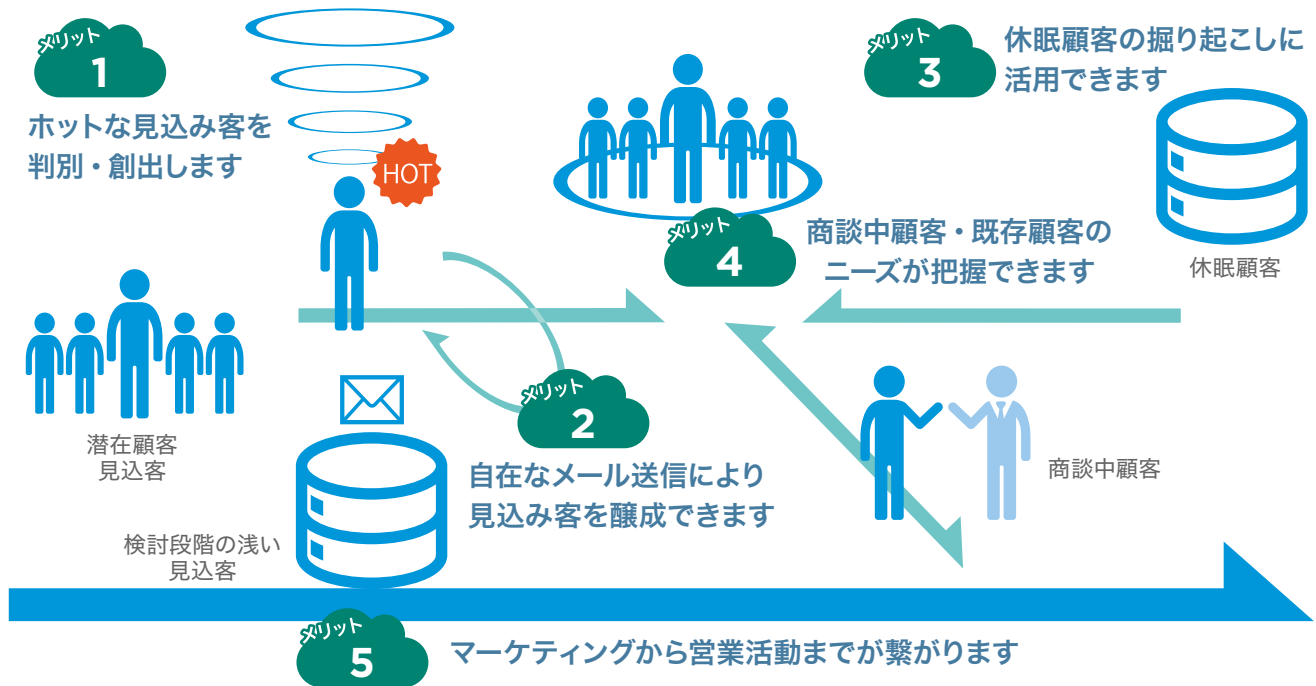 メリット
1
ホットな見込み客を
判別・創出します
HOT
メリット
3
休眠顧客の掘り起こしに
活用できます
休眠顧客
メリット
4
商談中顧客・既存顧客の
ニーズが把握できます
潜在顧客
見込客
メリット
2
自在なメール送信により
見込み客を醸成できます
商談中顧客
検討段階の浅い
見込客
メリット
5
マーケティングから営業活動までが繋がります